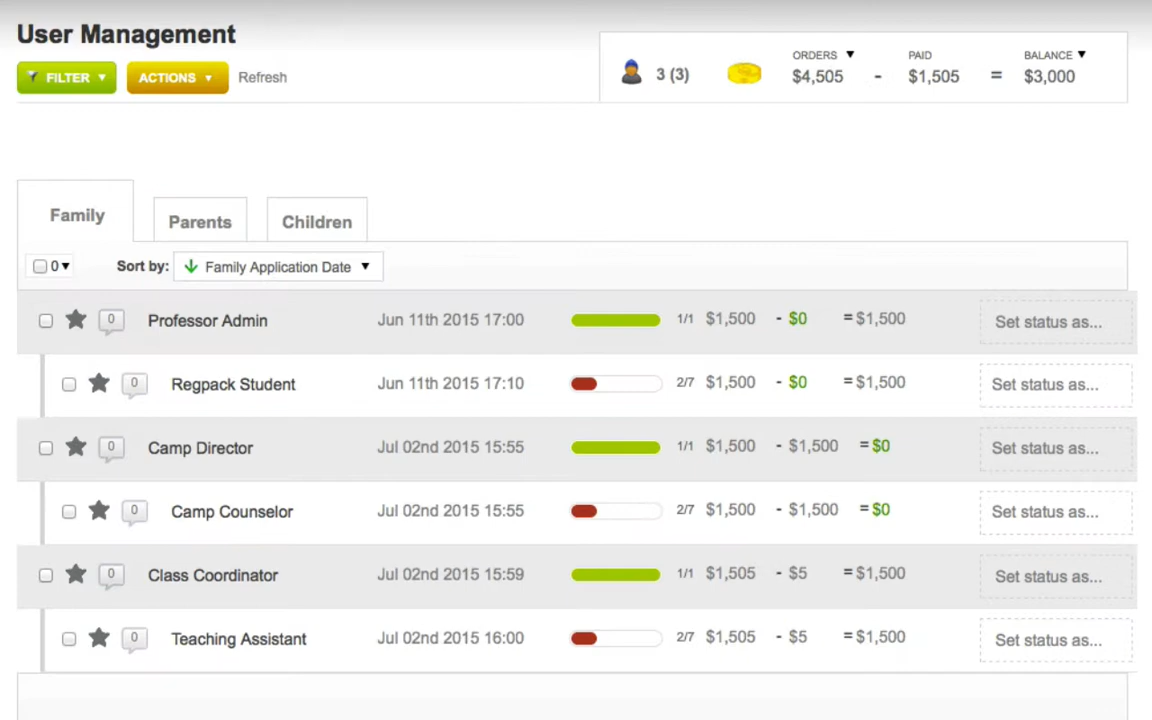 User Management
FILTER ▼ ACTIONS ▼ Refresh
3 (3) ORDERS ▼ $4,505 - PAID $1,505 = BALANCE ▼ $3,000
Family Parents Children
0▼ Sort by: Family Application Date ▼
0 Professor Admin Jun 11th 2015 17:00 1/1 $1,500 - $0 = $1,500 Set status as...
0 Regpack Student Jun 11th 2015 17:10 2/7 $1,500 - $0 = $1,500 Set status as...
0 Camp Director Jul 02nd 2015 15:55 1/1 $1,500 - $1,500 = $0 Set status as...
0 Camp Counselor Jul 02nd 2015 15:55 2/7 $1,500 - $1,500 = $0 Set status as...
0 Class Coordinator Jul 02nd 2015 15:59 1/1 $1,505 - $5 = $1,500 Set status as...
0 Teaching Assistant Jul 02nd 2015 16:00 2/7 $1,505 - $5 = $1,500 Set status as...